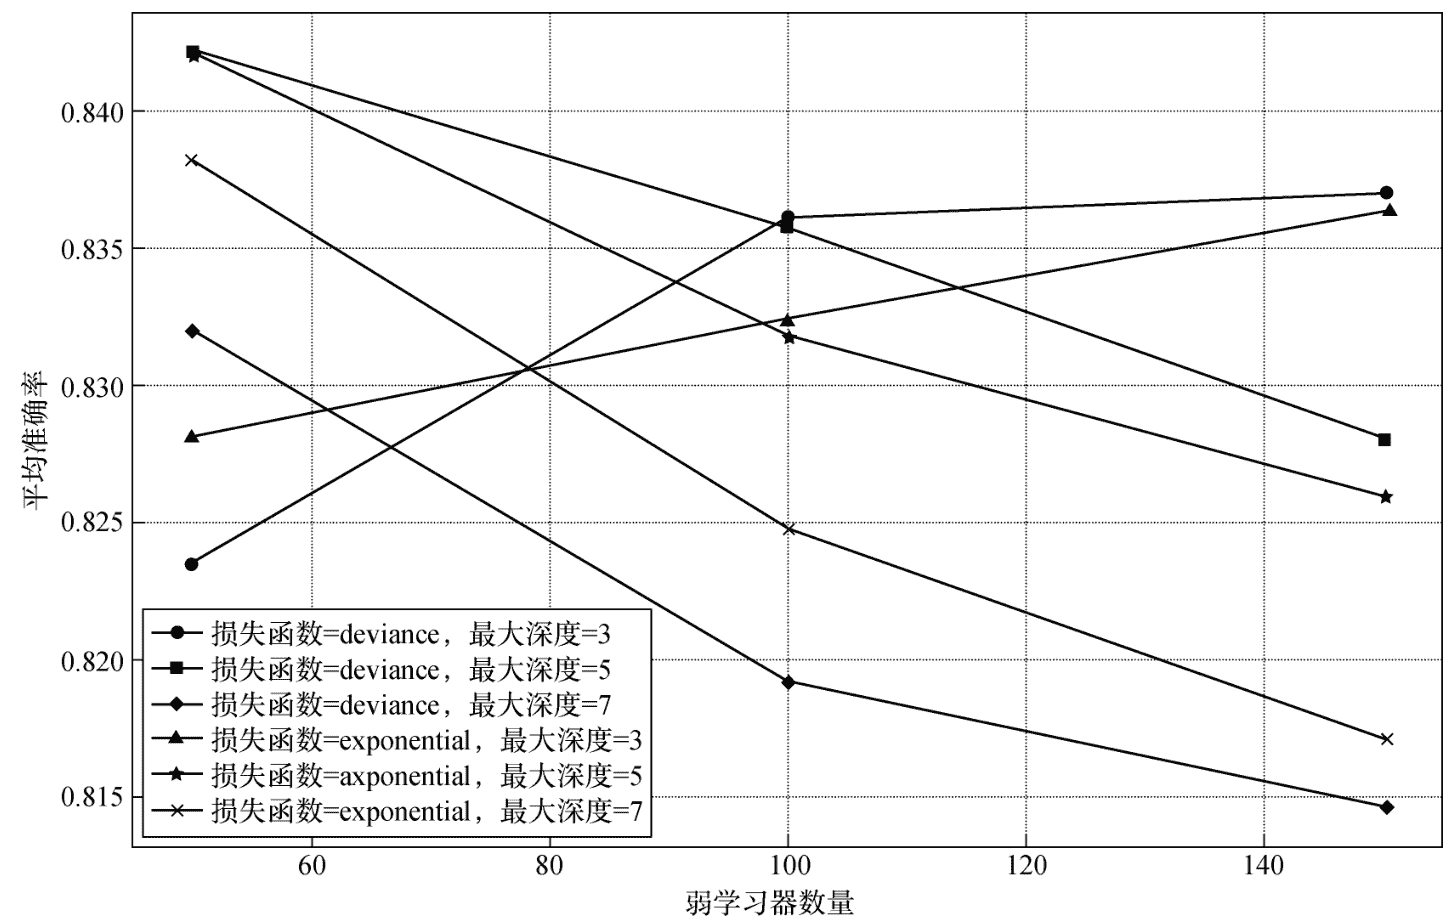 平均准确率
0.840
0.835
0.830
0.825
0.820
0.815
损失函数=deviance，最大深度=3
损失函数=deviance，最大深度=5
损失函数=deviance，最大深度=7
损失函数=exponential，最大深度=3
损失函数=axponential，最大深度=5
损失函数=exponential，最大深度=7
60 80 100 120 140
弱学习器数量